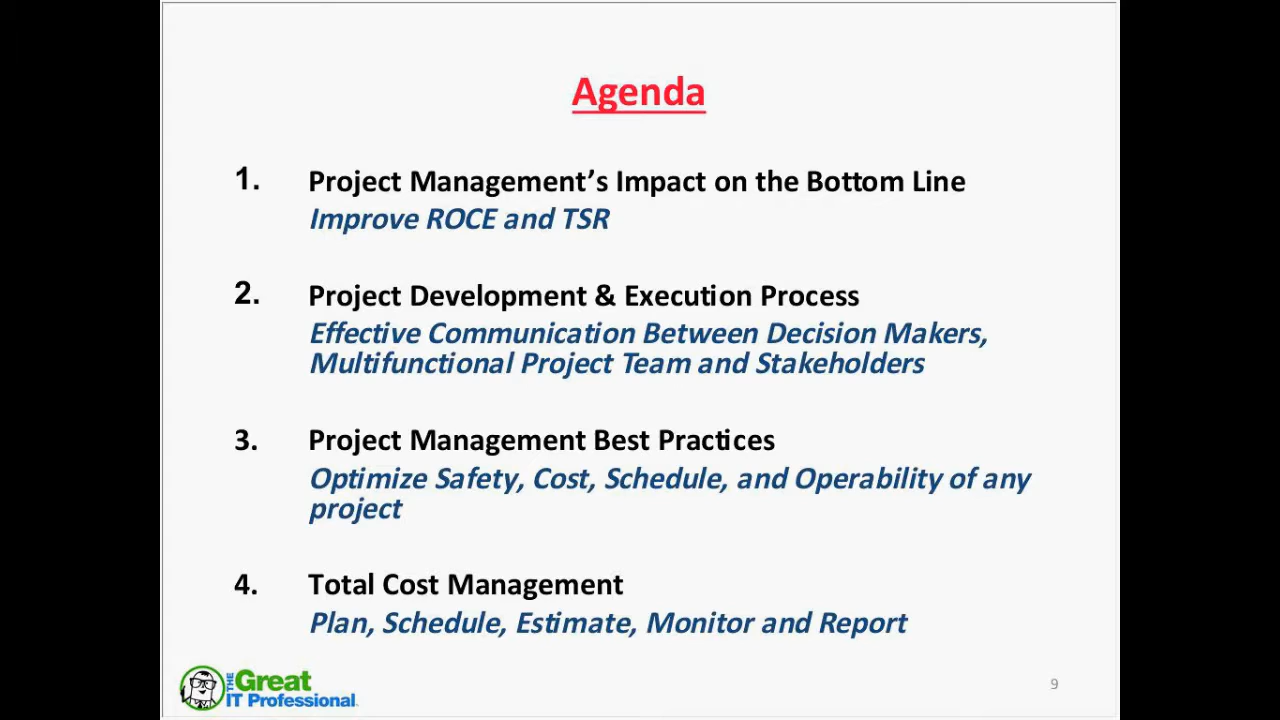 Agenda
1. Project Management’s Impact on the Bottom Line
Improve ROCE and TSR
2. Project Development & Execution Process
Effective Communication Between Decision Makers,
Multifunctional Project Team and Stakeholders
3. Project Management Best Practices
Optimize Safety, Cost, Schedule, and Operability of any
project
4. Total Cost Management
Plan, Schedule, Estimate, Monitor and Report
THE Great
IT Professional
9